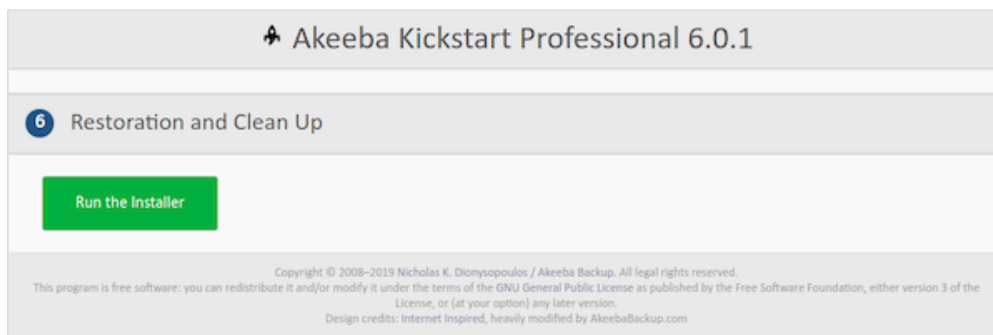 Akeeba Kickstart Professional 6.0.1
6 Restoration and Clean Up
Run the Installer
Copyright © 2008–2019 Nicholas K. Dionysopoulos / Akeeba Backup. All legal rights reserved.
This program is free software: you can redistribute it and/or modify it under the terms of the GNU General Public License as published by the Free Software Foundation, either version 3 of the
License, or (at your option) any later version.
Design credits: Internet Inspired, heavily modified by AkeebaBackup.com